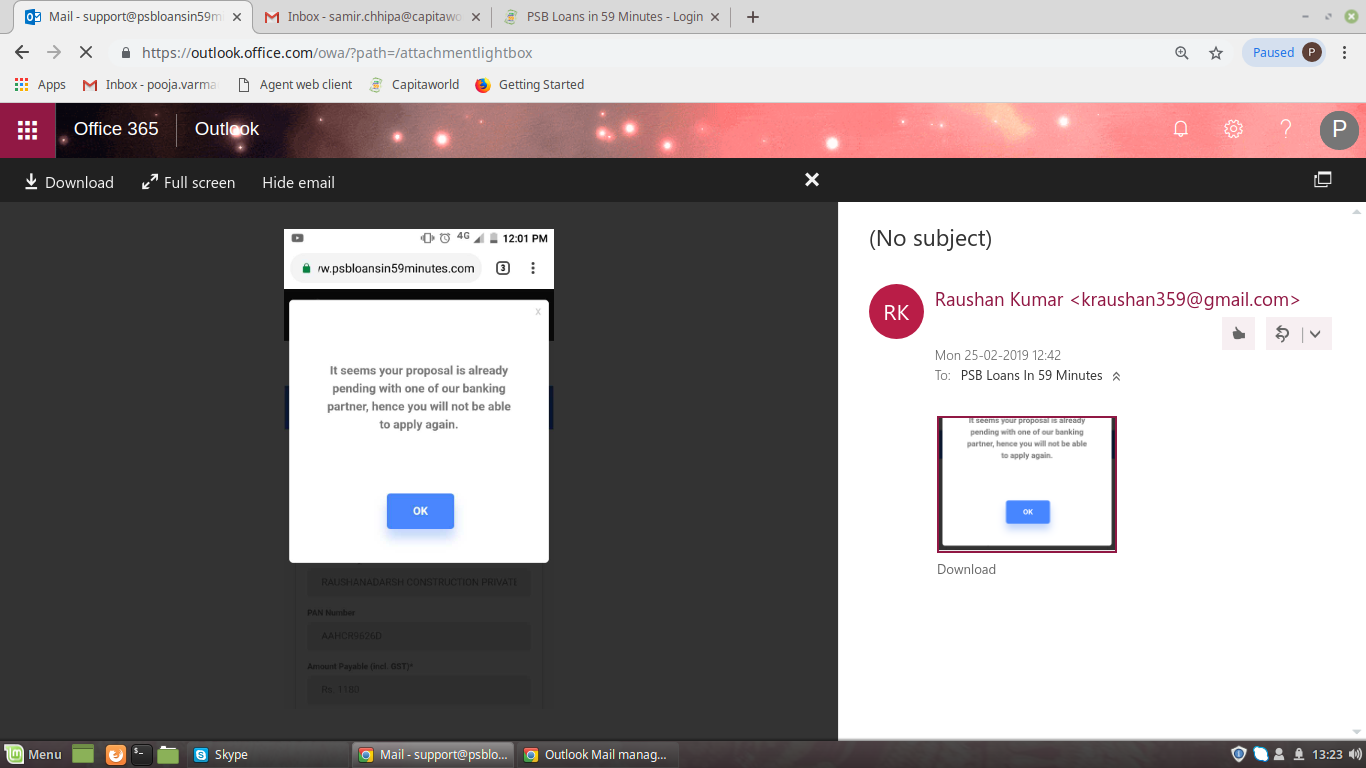 Mail - support@psbloansin59m
Inbox - samir.chhipa@capitawo
PSB Loans in 59 Minutes - Login
https://outlook.office.com/owa/?path=/attachmentlightbox
Paused P
Apps
Inbox - pooja.varma
Agent web client
Capitaworld
Getting Started
Office 365
Outlook
P
Download
Full screen
Hide email
4G 12:01 PM
w.psbloansin59minutes.com
3
x
It seems your proposal is already
pending with one of our banking
partner, hence you will not be able
to apply again.
OK
RAUSHANADARSH CONSTRUCTION PRIVATE
PAN Number
AAHCR9626D
Amount Payable (incl. GST)*
Rs. 1180
(No subject)
RK
Raushan Kumar <kraushan359@gmail.com>
Mon 25-02-2019 12:42
To: PSB Loans In 59 Minutes
It seems your proposal is already
pending with one of our banking
partner, hence you will not be able
to apply again.
OK
Download
Menu
Skype
Mail - support@psblo...
Outlook Mail manag...
13:23